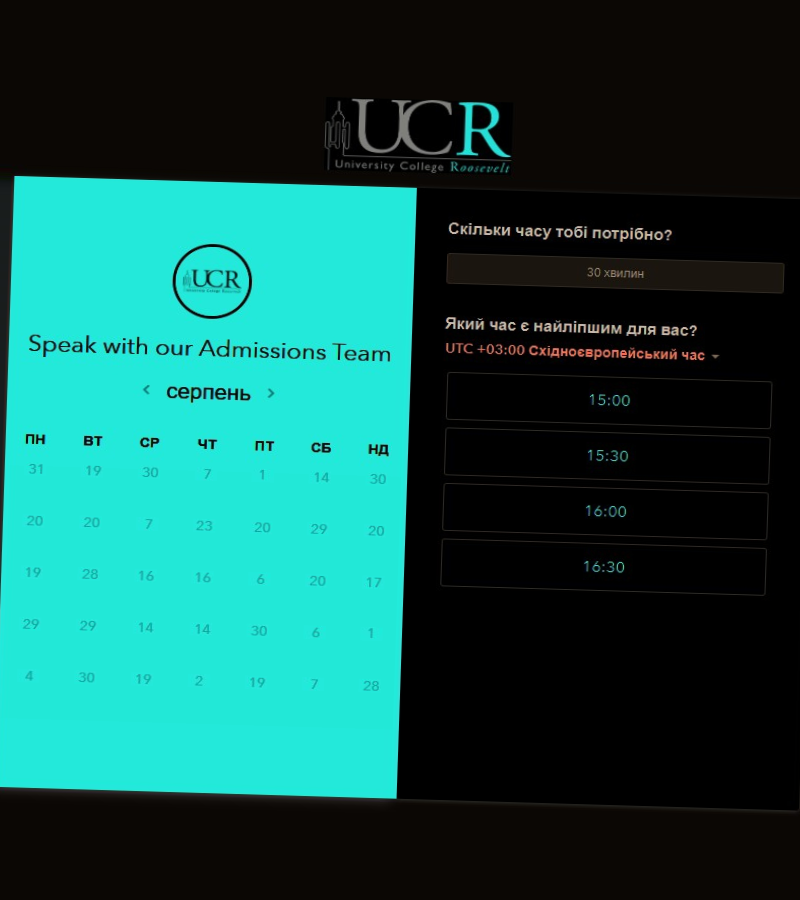 UCR
University College Roosevelt
UCR
Speak with our Admissions Team
серпень
ПН ВТ СР ЧТ ПТ СБ НД
31 19 30 7 1 14 30
20 20 7 23 20 29 20
19 28 16 16 6 20 17
29 29 14 14 30 6 1
4 30 19 2 19 7 28
Скільки часу тобі потрібно?
30 хвилин
Який час є найліпшим для вас?
UTC +03:00 Східноєвропейський час
15:00
15:30
16:00
16:30